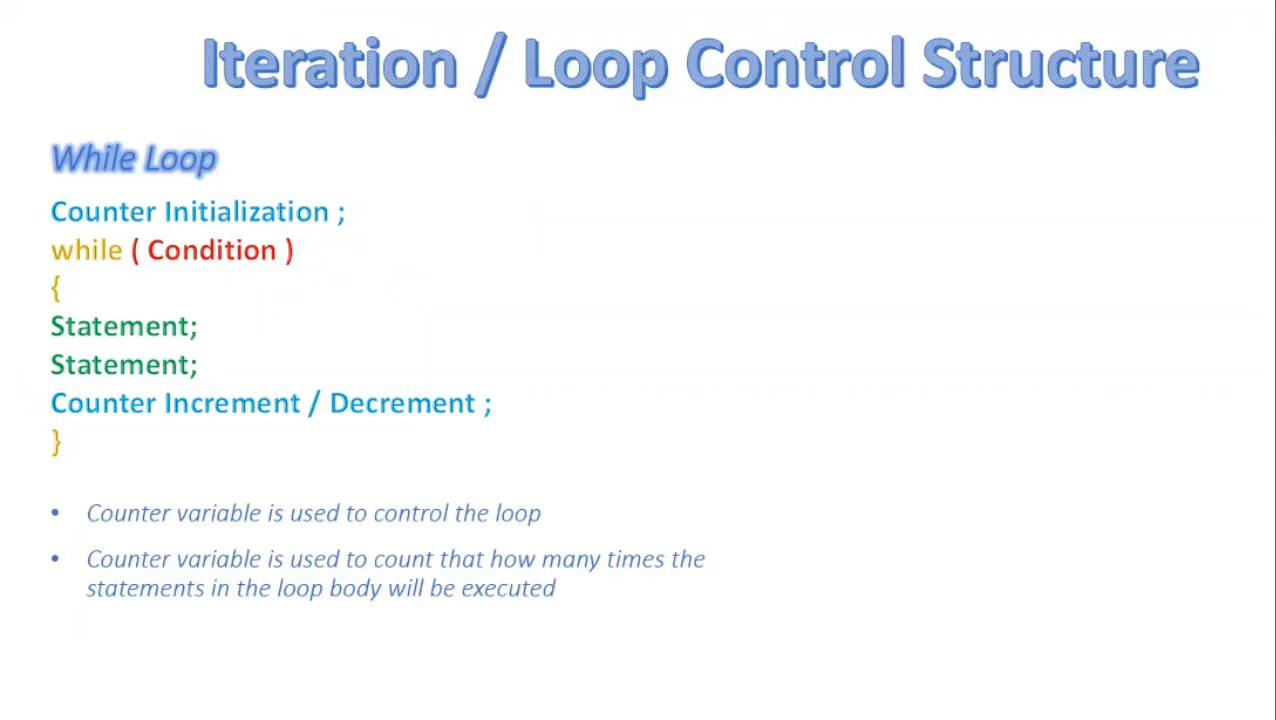 Iteration / Loop Control Structure
While Loop
Counter Initialization ;
while ( Condition )
{
Statement;
Statement;
Counter Increment / Decrement ;
}
• Counter variable is used to control the loop
• Counter variable is used to count that how many times the
statements in the loop body will be executed